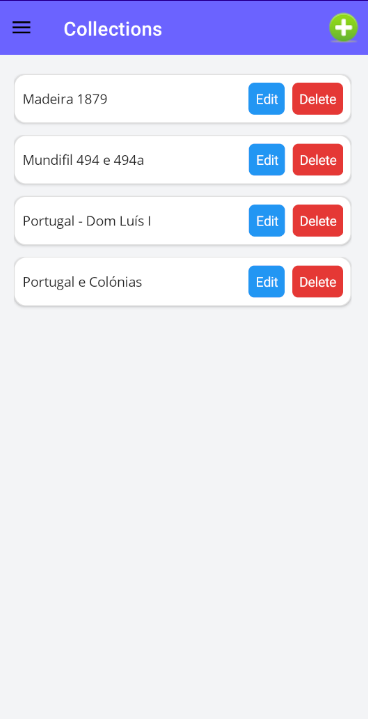 Collections
Madeira 1879 Edit Delete
Mundifil 494 e 494a Edit Delete
Portugal - Dom Luís I Edit Delete
Portugal e Colónias Edit Delete